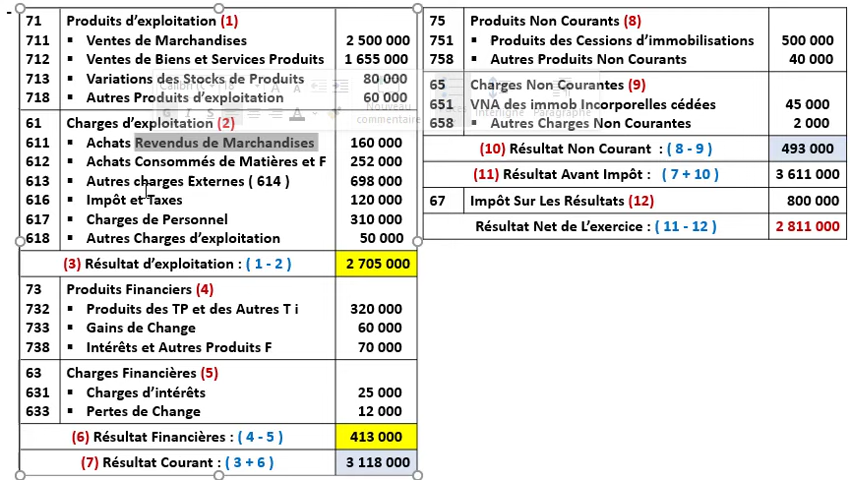 71 Produits d’exploitation (1)
711 ▪ Ventes de Marchandises 2 500 000
712 ▪ Ventes de Biens et Services Produits 1 655 000
713 ▪ Variations des Stocks de Produits 80 000
718 ▪ Autres Produits d’exploitation 60 000
61 Charges d’exploitation (2)
611 ▪ Achats Revendus de Marchandises 160 000
612 ▪ Achats Consommés de Matières et F 252 000
613 ▪ Autres charges Externes ( 614 ) 698 000
616 ▪ Impôt et Taxes 120 000
617 ▪ Charges de Personnel 310 000
618 ▪ Autres Charges d’exploitation 50 000
(3) Résultat d’exploitation : ( 1 - 2 ) 2 705 000
73 Produits Financiers (4)
732 ▪ Produits des TP et des Autres T i 320 000
733 ▪ Gains de Change 60 000
738 ▪ Intérêts et Autres Produits F 70 000
63 Charges Financières (5)
631 ▪ Charges d’intérêts 25 000
633 ▪ Pertes de Change 12 000
(6) Résultat Financières : ( 4 - 5 ) 413 000
(7) Résultat Courant : ( 3 + 6 ) 3 118 000
75 Produits Non Courants (8)
751 ▪ Produits des Cessions d’immobilisations 500 000
758 ▪ Autres Produits Non Courants 40 000
65 Charges Non Courantes (9)
651 VNA des immob Incorporelles cédées 45 000
658 ▪ Autres Charges Non Courantes 2 000
(10) Résultat Non Courant : ( 8 - 9 ) 493 000
(11) Résultat Avant Impôt : ( 7 + 10 ) 3 611 000
67 Impôt Sur Les Résultats (12) 800 000
Résultat Net de L’exercice : ( 11 - 12 ) 2 811 000
Nouveau
commentaire
Interligne
Paragraphe